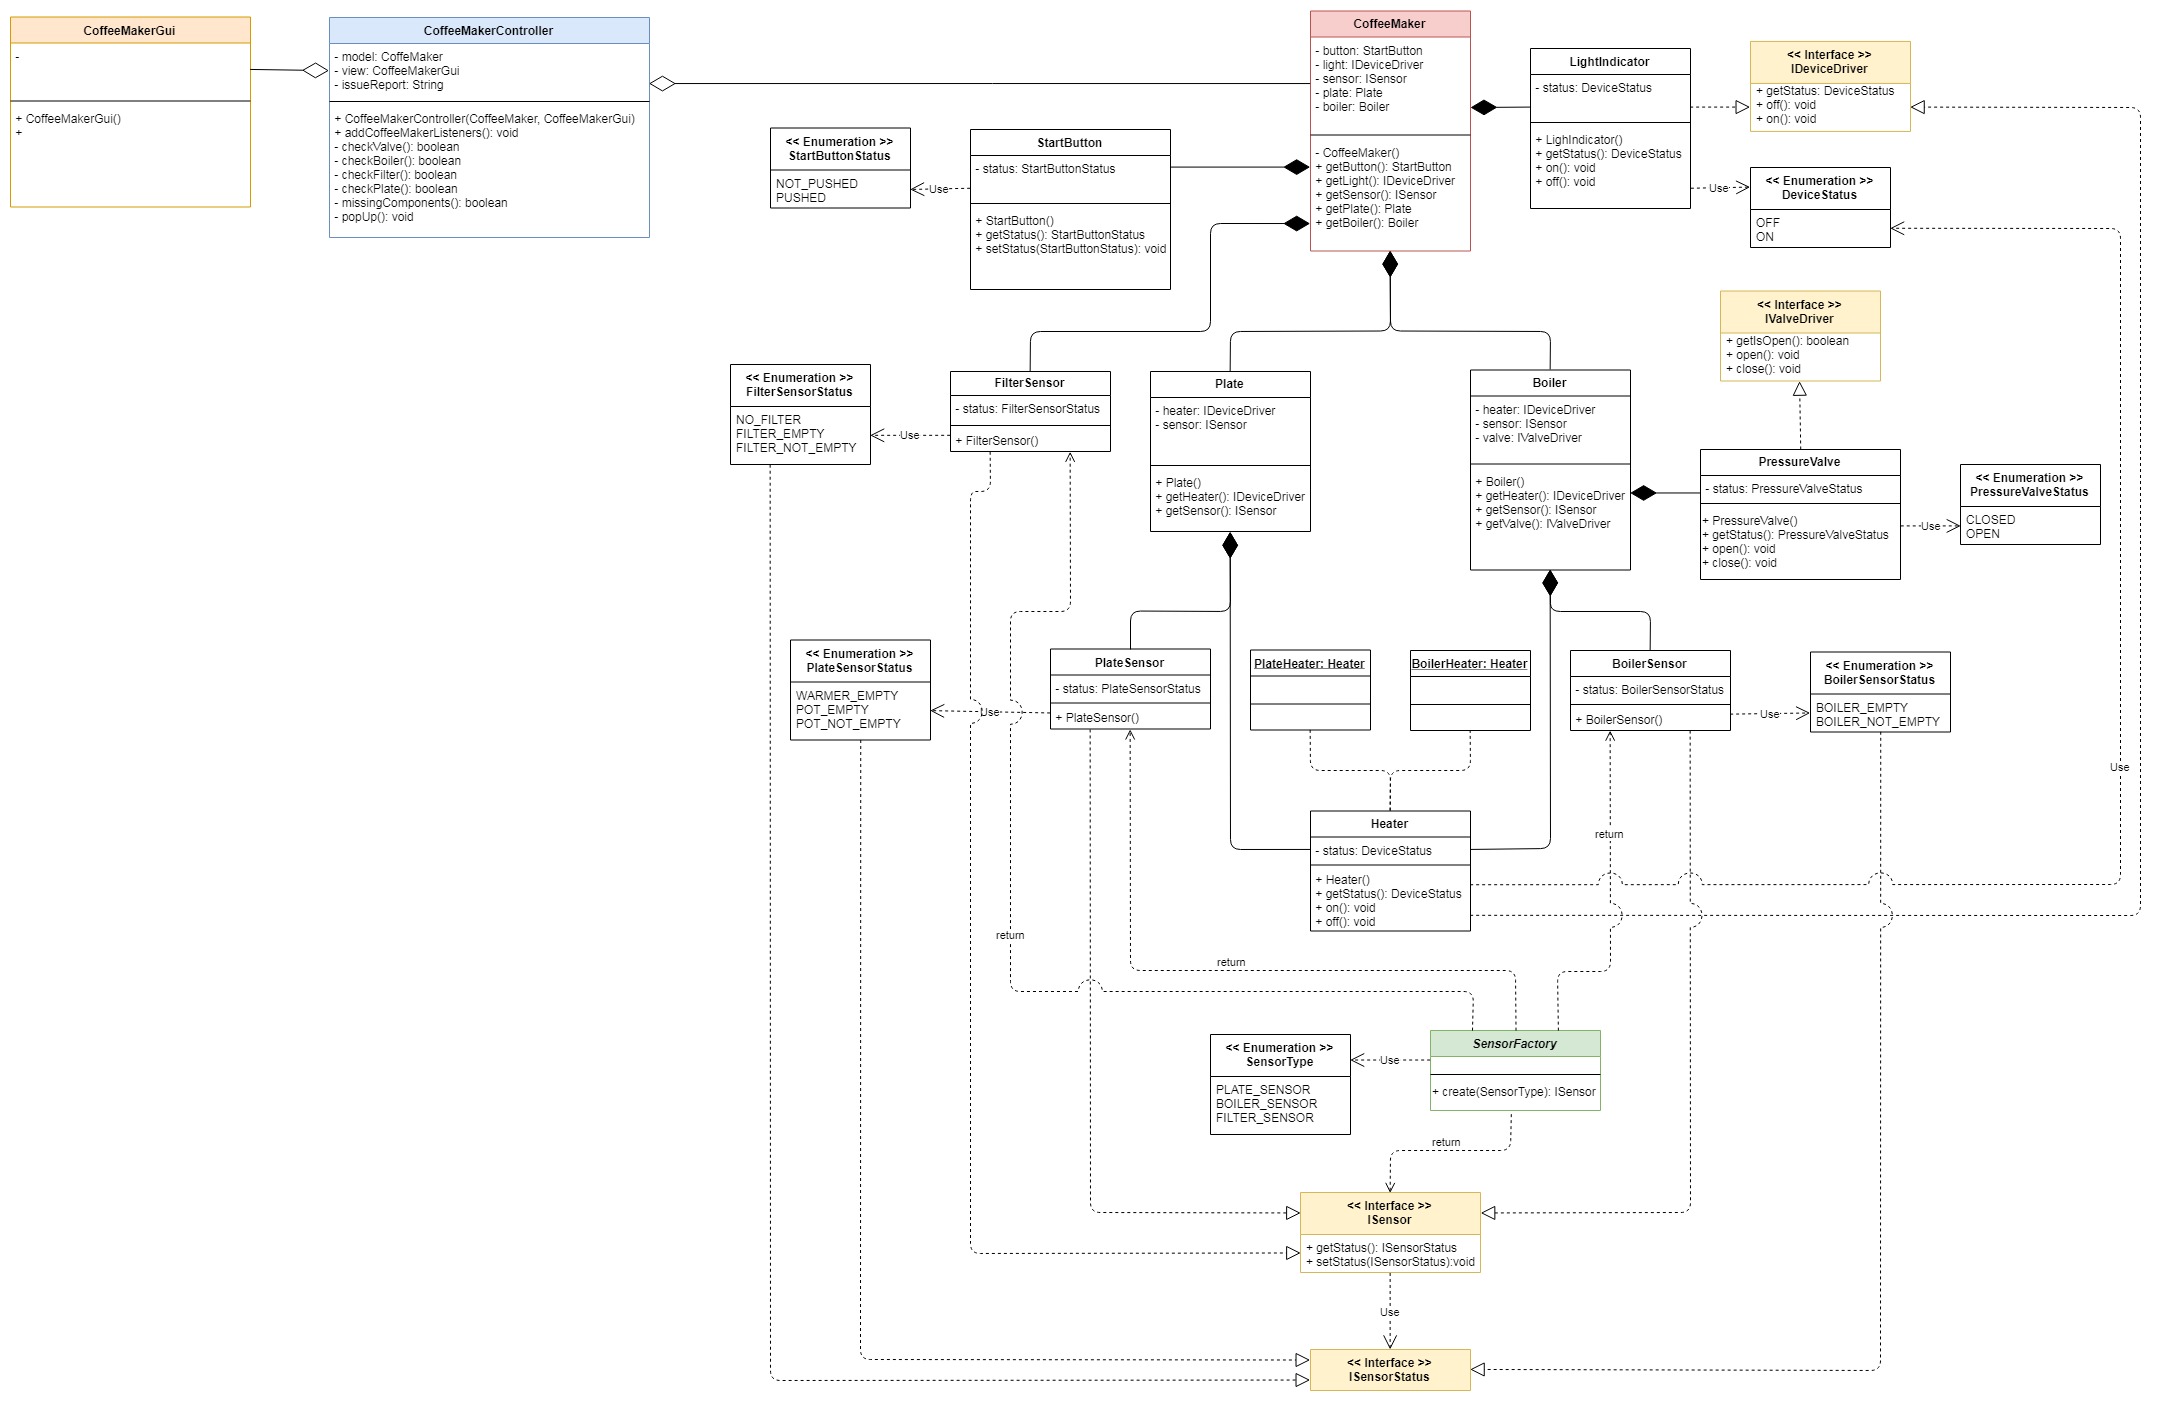 CoffeeMakerGui
-
+ CoffeeMakerGui()
+
CoffeeMakerController
- model: CoffeMaker
- view: CoffeeMakerGui
- issueReport: String
+ CoffeeMakerController(CoffeeMaker, CoffeeMakerGui)
+ addCoffeeMakerListeners(): void
- checkValve(): boolean
- checkBoiler(): boolean
- checkFilter(): boolean
- checkPlate(): boolean
- missingComponents(): boolean
- popUp(): void
CoffeeMaker
- button: StartButton
- light: IDeviceDriver
- sensor: ISensor
- plate: Plate
- boiler: Boiler
- CoffeeMaker()
+ getButton(): StartButton
+ getLight(): IDeviceDriver
+ getSensor(): ISensor
+ getPlate(): Plate
+ getBoiler(): Boiler
LightIndicator
- status: DeviceStatus
+ LighIndicator()
+ getStatus(): DeviceStatus
+ on(): void
+ off(): void
<< Interface >>
IDeviceDriver
+ getStatus: DeviceStatus
+ off(): void
+ on(): void
<< Enumeration >>
StartButtonStatus
NOT_PUSHED
PUSHED
Use
StartButton
- status: StartButtonStatus
+ StartButton()
+ getStatus(): StartButtonStatus
+ setStatus(StartButtonStatus): void
Use
<< Enumeration >>
DeviceStatus
OFF
ON
<< Interface >>
IValveDriver
+ getIsOpen(): boolean
+ open(): void
+ close(): void
<< Enumeration >>
FilterSensorStatus
NO_FILTER
FILTER_EMPTY
FILTER_NOT_EMPTY
Use
FilterSensor
- status: FilterSensorStatus
+ FilterSensor()
Plate
- heater: IDeviceDriver
- sensor: ISensor
+ Plate()
+ getHeater(): IDeviceDriver
+ getSensor(): ISensor
Boiler
- heater: IDeviceDriver
- sensor: ISensor
- valve: IValveDriver
+ Boiler()
+ getHeater(): IDeviceDriver
+ getSensor(): ISensor
+ getValve(): IValveDriver
PressureValve
- status: PressureValveStatus
+ PressureValve()
+ getStatus(): PressureValveStatus
+ open(): void
+ close(): void
Use
<< Enumeration >>
PressureValveStatus
CLOSED
OPEN
<< Enumeration >>
PlateSensorStatus
WARMER_EMPTY
POT_EMPTY
POT_NOT_EMPTY
Use
PlateSensor
- status: PlateSensorStatus
+ PlateSensor()
PlateHeater: Heater
BoilerHeater: Heater
BoilerSensor
- status: BoilerSensorStatus
+ BoilerSensor()
Use
<< Enumeration >>
BoilerSensorStatus
BOILER_EMPTY
BOILER_NOT_EMPTY
Use
Heater
- status: DeviceStatus
+ Heater()
+ getStatus(): DeviceStatus
+ on(): void
+ off(): void
return
return
return
<< Enumeration >>
SensorType
PLATE_SENSOR
BOILER_SENSOR
FILTER_SENSOR
Use
SensorFactory
+ create(SensorType): ISensor
return
<< Interface >>
ISensor
+ getStatus(): ISensorStatus
+ setStatus(ISensorStatus):void
Use
<< Interface >>
ISensorStatus